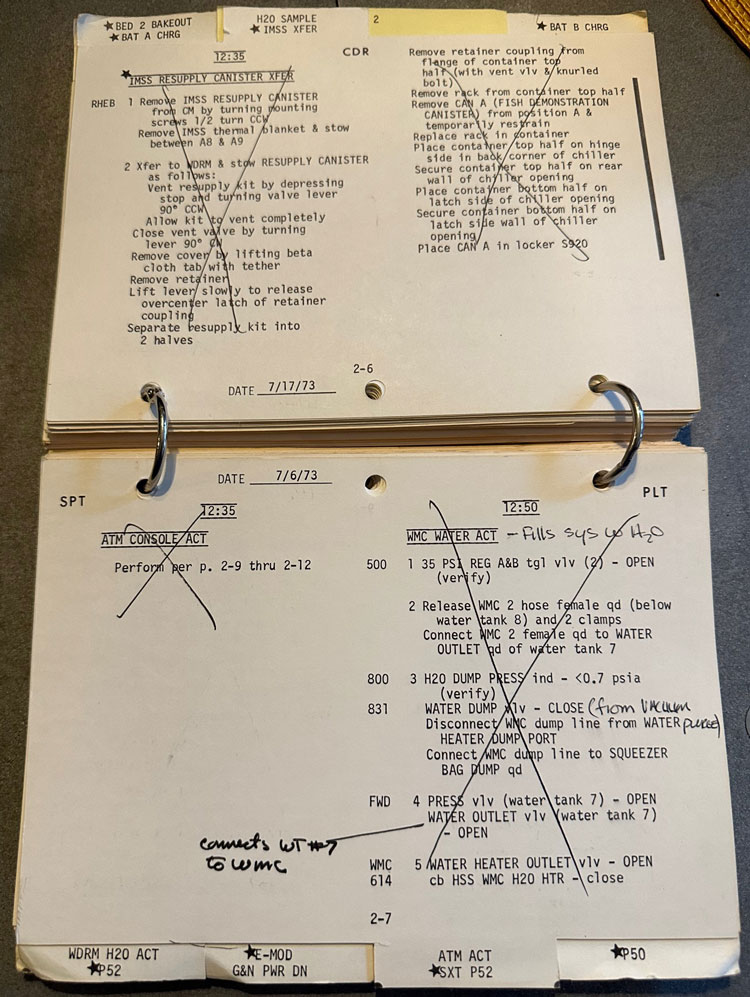 ★BED 2 BAKEOUT
★BAT A CHRG
H2O SAMPLE
★IMSS XFER
2
★BAT B CHRG
12:35
CDR
★IMSS RESUPPLY CANISTER XFER
RHEB 1 Remove IMSS RESUPPLY CANISTER
from CM by turning mounting
screws 1/2 turn CCW
Remove IMSS thermal blanket & stow
between A8 & A9
2 Xfer to WDRM & stow RESUPPLY CANISTER
as follows:
Vent resupply kit by depressing
stop and turning valve lever
90° CCW
Allow kit to vent completely
Close vent valve by turning
lever 90° CW
Remove cover by lifting beta
cloth tab with tether
Remove retainer
Lift lever slowly to release
overcenter latch of retainer
coupling
Separate resupply kit into
2 halves
Remove retainer coupling from
flange of container top
half (with vent vlv & knurled
bolt)
Remove rack from container top half
Remove CAN A (FISH DEMONSTRATION
CANISTER) from position A &
temporarily restrain
Replace rack in container
Place container top half on hinge
side in back corner of chiller
Secure container top half on rear
wall of chiller opening
Place container bottom half on
latch side of chiller opening
Secure container bottom half on
latch side wall of chiller
opening
Place CAN A in locker S920
2-6
DATE 7/17/73
DATE 7/6/73
SPT
PLT
12:35
ATM CONSOLE ACT
Perform per p. 2-9 thru 2-12
12:50
WMC WATER ACT - Fills sys w H2O
500 1 35 PSI REG A&B tgl vlv (2) - OPEN
(verify)
2 Release WMC 2 hose female qd (below
water tank 8) and 2 clamps
Connect WMC 2 female qd to WATER
OUTLET qd of water tank 7
800 3 H2O DUMP PRESS ind - <0.7 psia
(verify)
831 WATER DUMP vlv - CLOSE (from vacuum
Disconnect WMC dump line from WATER purge)
HEATER DUMP PORT
Connect WMC dump line to SQUEEZER
BAG DUMP qd
FWD 4 PRESS vlv (water tank 7) - OPEN
WATER OUTLET vlv (water tank 7)
- OPEN
connects WT #7
to WMC
WMC 5 WATER HEATER OUTLET vlv - OPEN
614 cb HSS WMC H2O HTR - close
2-7
WDRM H2O ACT
★P52
★E-MOD
G&N PWR DN
ATM ACT
★SXT P52
★P50